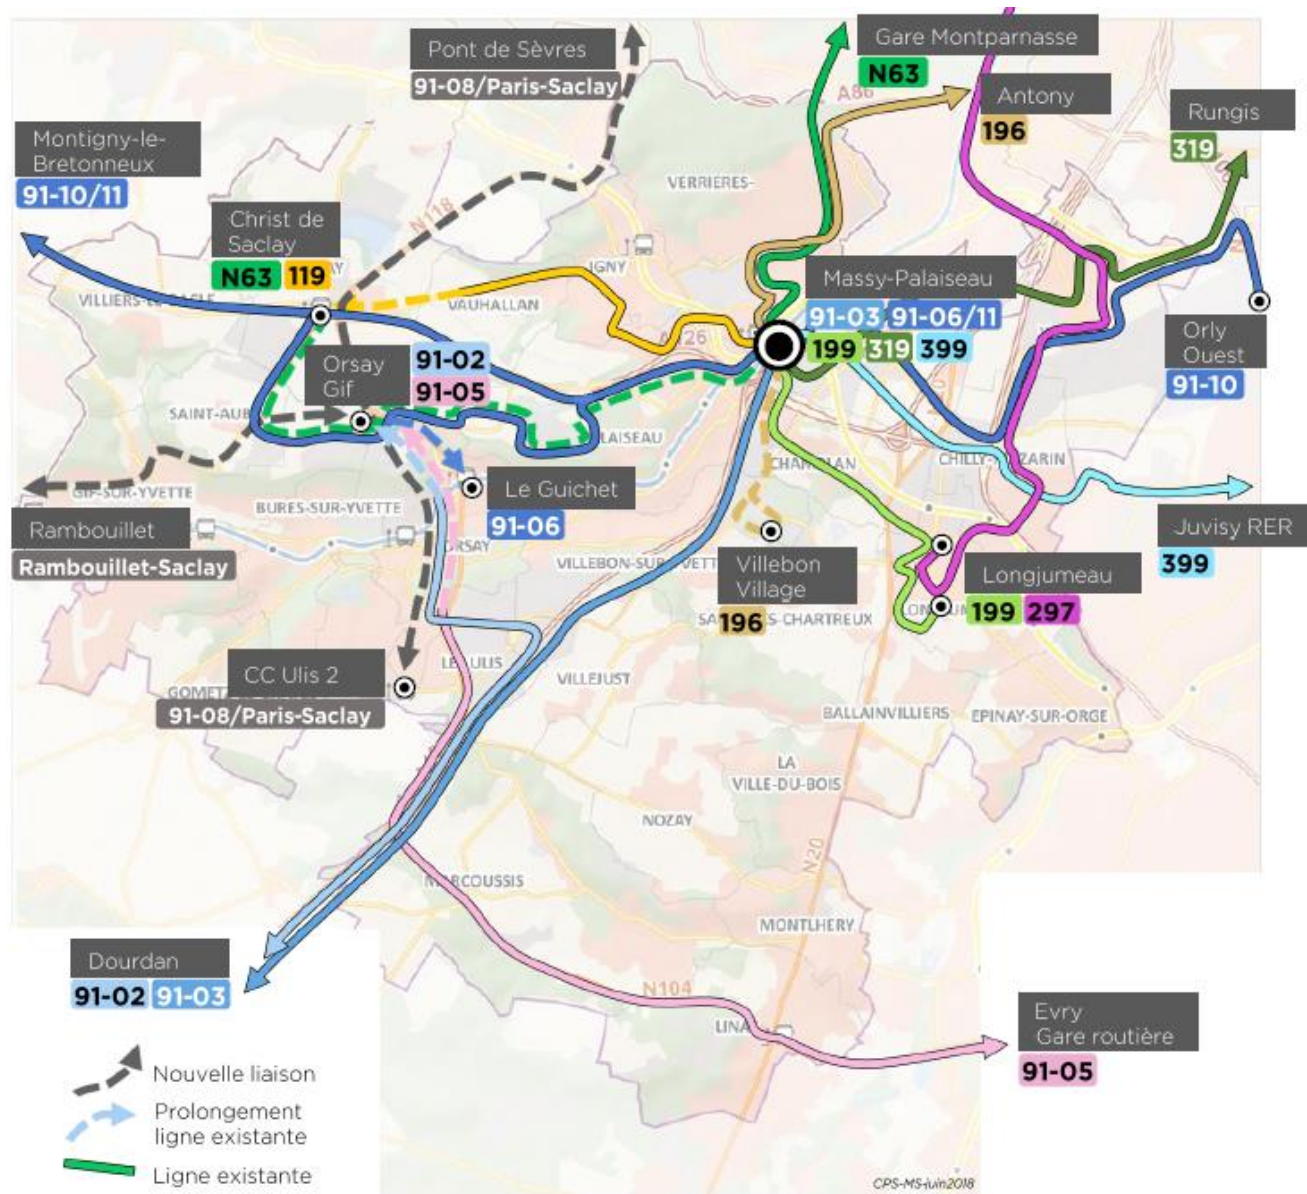 Pont de Sèvres
91-08/Paris-Saclay
Gare Montparnasse
N63
A86
Antony
196
Rungis
319
Montigny-le-
Bretonneux
91-10/11
N118
VERRIÈRES-
Christ de
Saclay
N63 119
IGNY
VAUHALLAN
Massy-Palaiseau
91-03 91-06/11
199 319 399
Orly
Ouest
91-10
Orsay
Gif
91-02
91-05
CHILLY-MAZARIN
GIF-SUR-YVETTE
BURES-SUR-YVETTE
Le Guichet
91-06
Rambouillet
Rambouillet-Saclay
Juvisy RER
399
Villebon
Village
196
Longjumeau
199 297
CC Ulis 2
91-08/Paris-Saclay
VILLEJUST
BALLAINVILLIERS
EPINAY-SUR-ORGE
LA
VILLE-DU-BOIS
NOZAY
N20
MARCOUSSIS
MONTLHERY
Dourdan
91-02 91-03
N104
Evry
Gare routière
91-05
Nouvelle liaison
Prolongement
ligne existante
Ligne existante
CPS-MS-juin2018